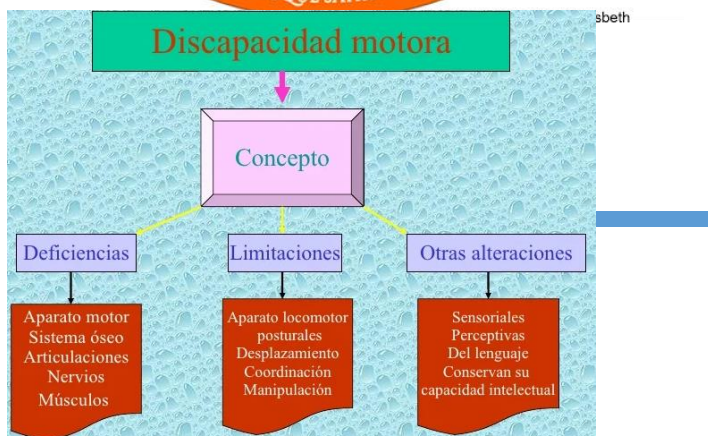 sbeth
Discapacidad motora
Concepto
Deficiencias
Aparato motor
Sistema óseo
Articulaciones
Nervios
Músculos
Limitaciones
Aparato locomotor
posturales
Desplazamiento
Coordinación
Manipulación
Otras alteraciones
Sensoriales
Perceptivas
Del lenguaje
Conservan su
capacidad intelectual